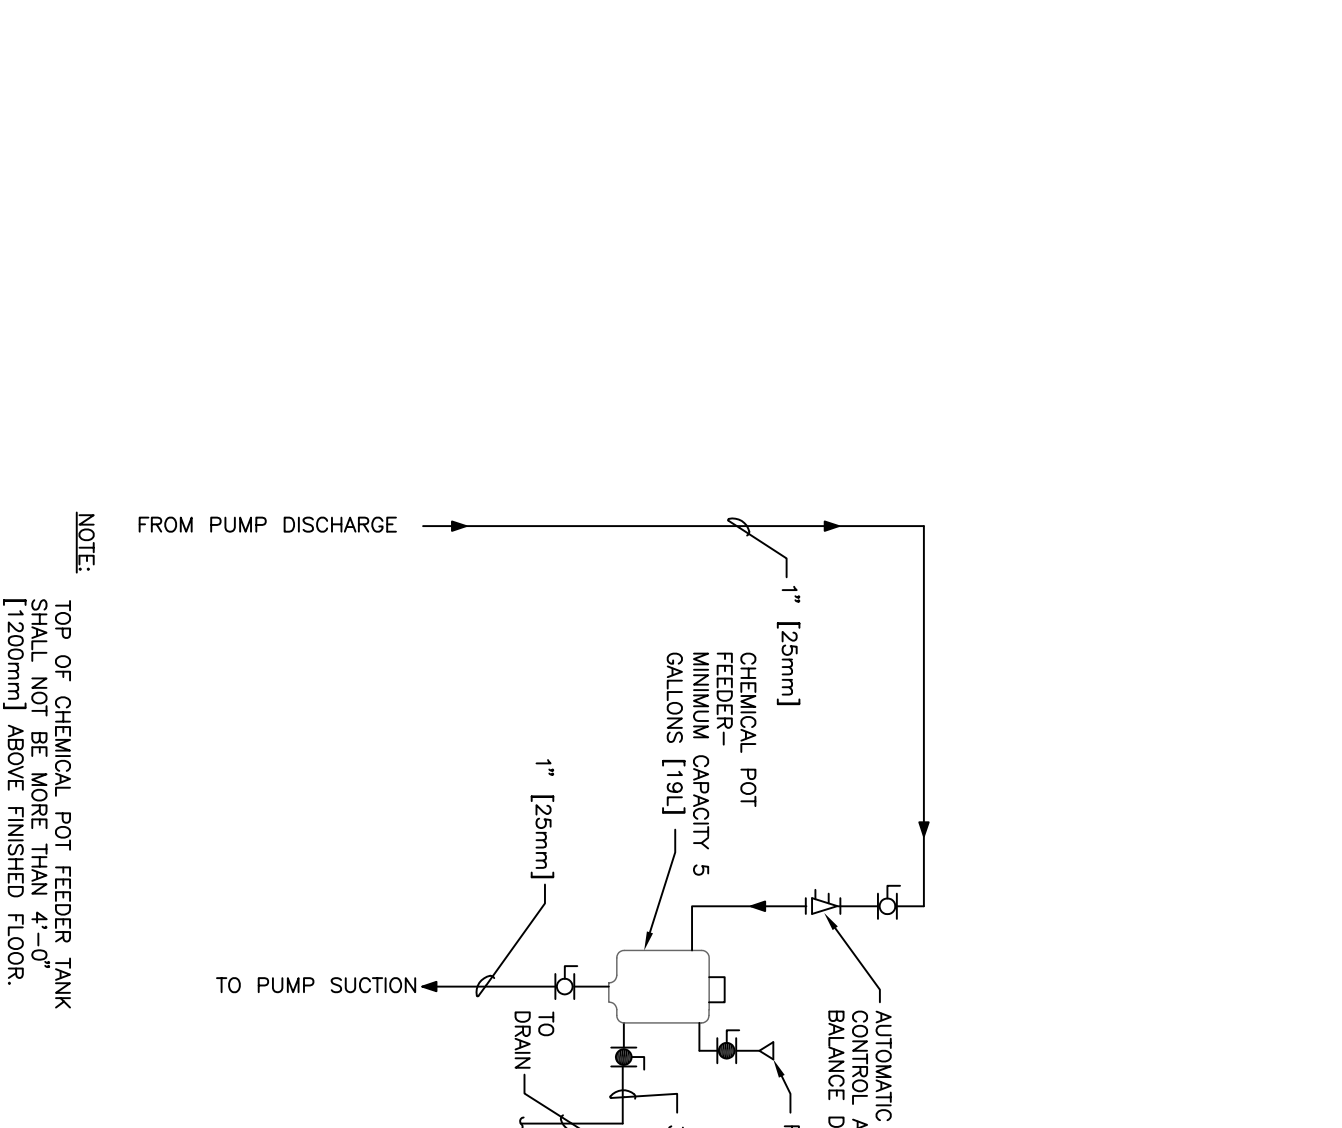 FROM PUMP DISCHARGE
1" [25mm]
CHEMICAL POT
FEEDER-
MINIMUM CAPACITY 5
GALLONS [19L]
AUTOMATIC
CONTROL
BALANCE
1" [25mm]
TO PUMP SUCTION
TO
DRAIN
NOTE:
TOP OF CHEMICAL POT FEEDER TANK
SHALL NOT BE MORE THAN 4'-0"
[1200mm] ABOVE FINISHED FLOOR.